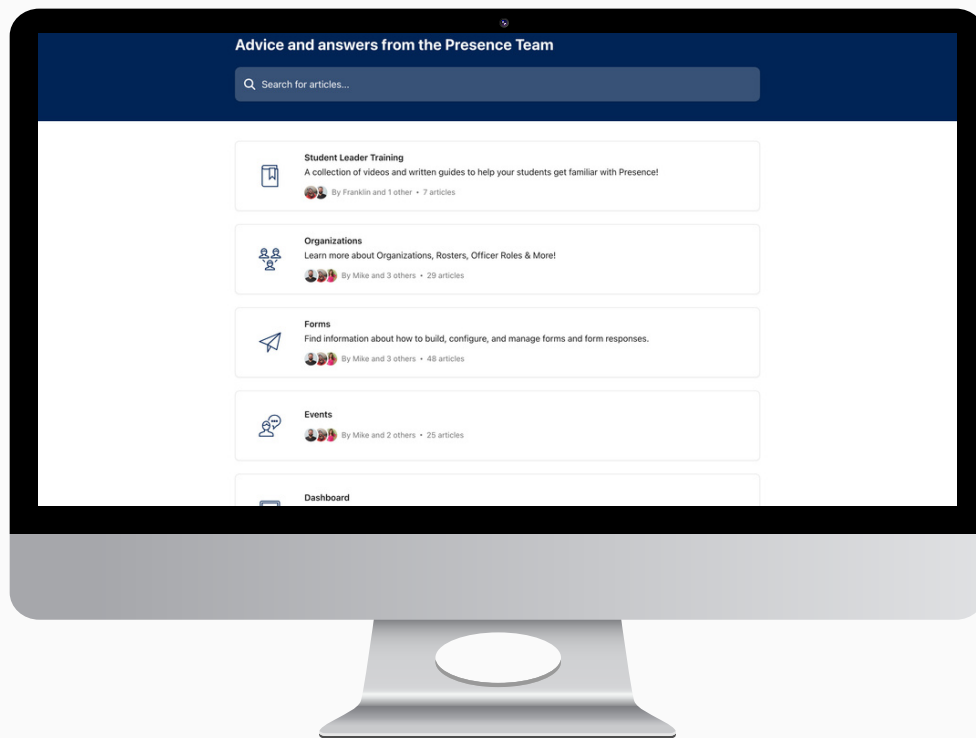 Advice and answers from the Presence Team
Search for articles...
Student Leader Training
A collection of videos and written guides to help your students get familiar with Presence!
By Franklin and 1 other • 7 articles
Organizations
Learn more about Organizations, Rosters, Officer Roles & More!
By Mike and 3 others • 29 articles
Forms
Find information about how to build, configure, and manage forms and form responses.
By Mike and 3 others • 48 articles
Events
By Mike and 2 others • 25 articles
Dashboard